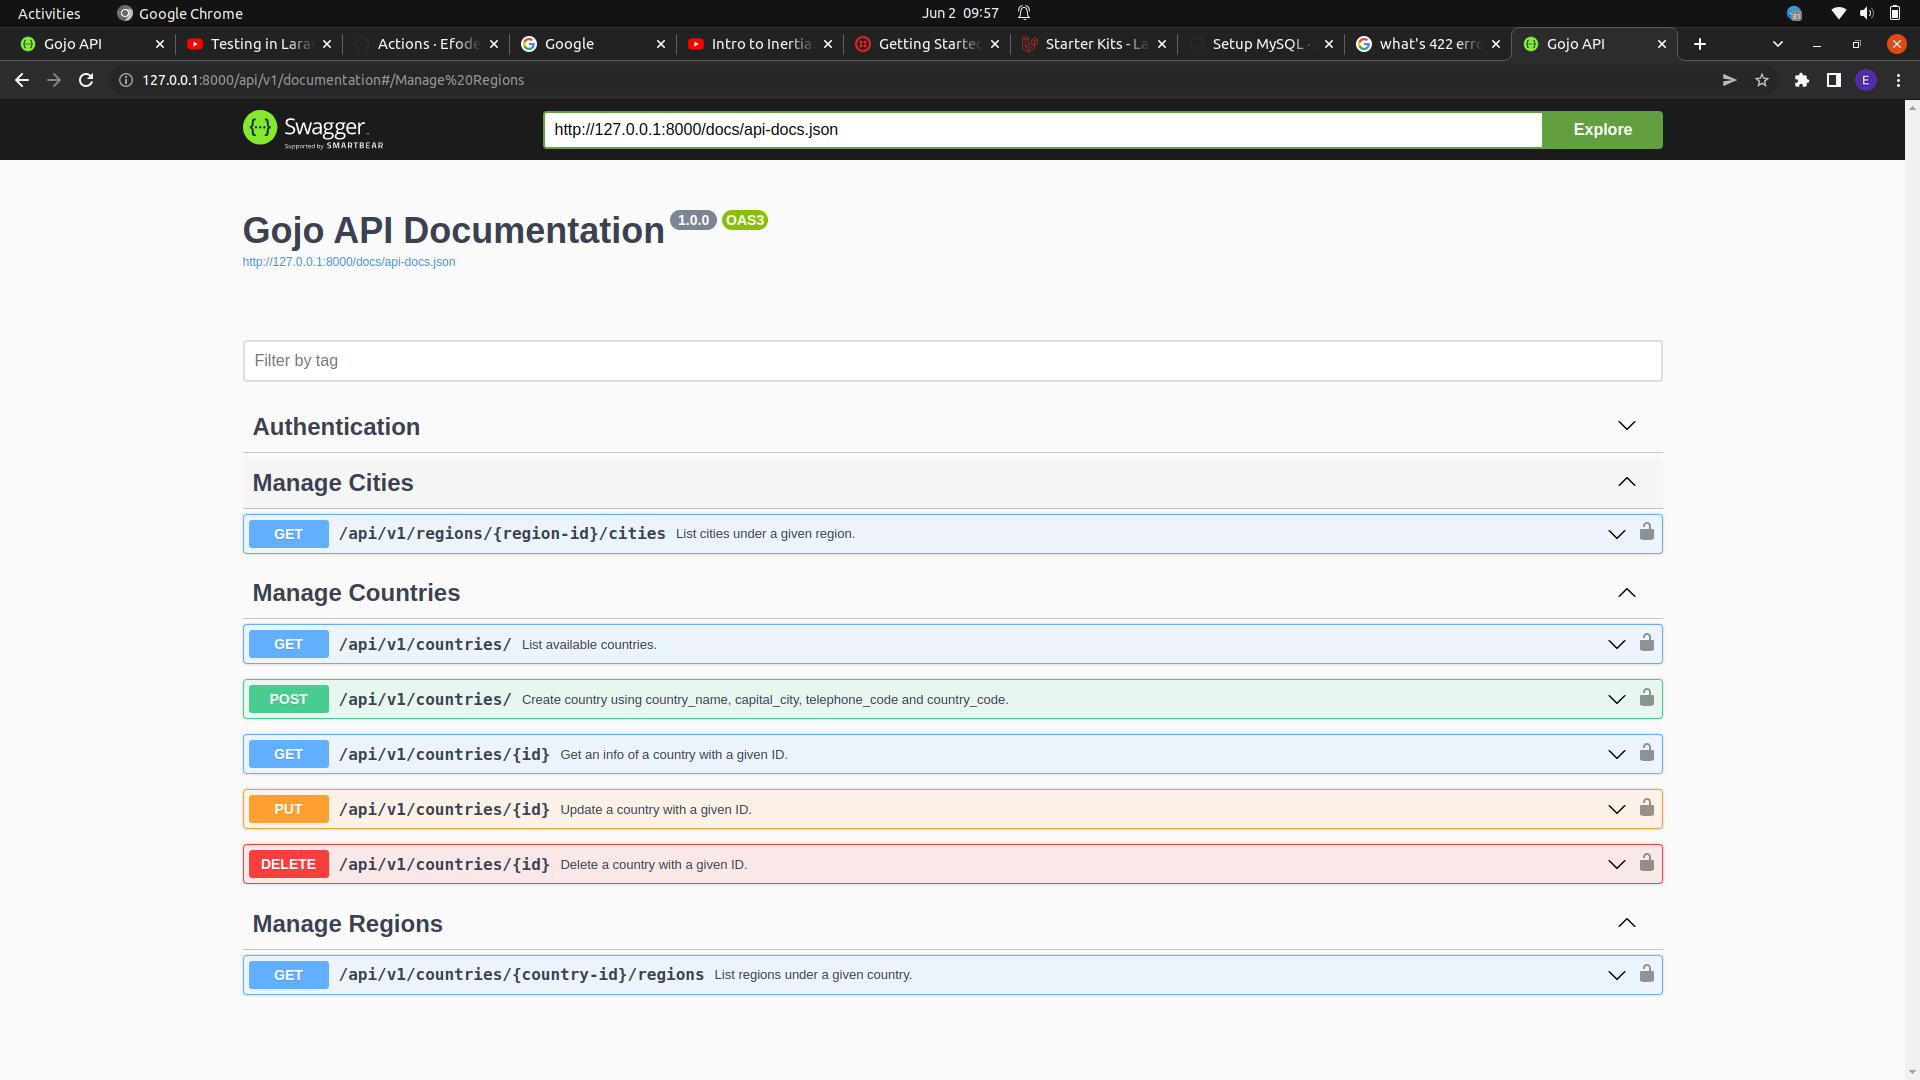 Activities Google Chrome Jun 2 09:57
Gojo API Testing in Lara Actions · Efode Google Intro to Inertia Getting Starte Starter Kits - La Setup MySQL · what's 422 erro Gojo API
127.0.0.1:8000/api/v1/documentation#/Manage%20Regions E
Swagger
Supported by SMARTBEAR
http://127.0.0.1:8000/docs/api-docs.json Explore
Gojo API Documentation 1.0.0 OAS3
http://127.0.0.1:8000/docs/api-docs.json
Filter by tag
Authentication
Manage Cities
GET /api/v1/regions/{region-id}/cities List cities under a given region.
Manage Countries
GET /api/v1/countries/ List available countries.
POST /api/v1/countries/ Create country using country_name, capital_city, telephone_code and country_code.
GET /api/v1/countries/{id} Get an info of a country with a given ID.
PUT /api/v1/countries/{id} Update a country with a given ID.
DELETE /api/v1/countries/{id} Delete a country with a given ID.
Manage Regions
GET /api/v1/countries/{country-id}/regions List regions under a given country.